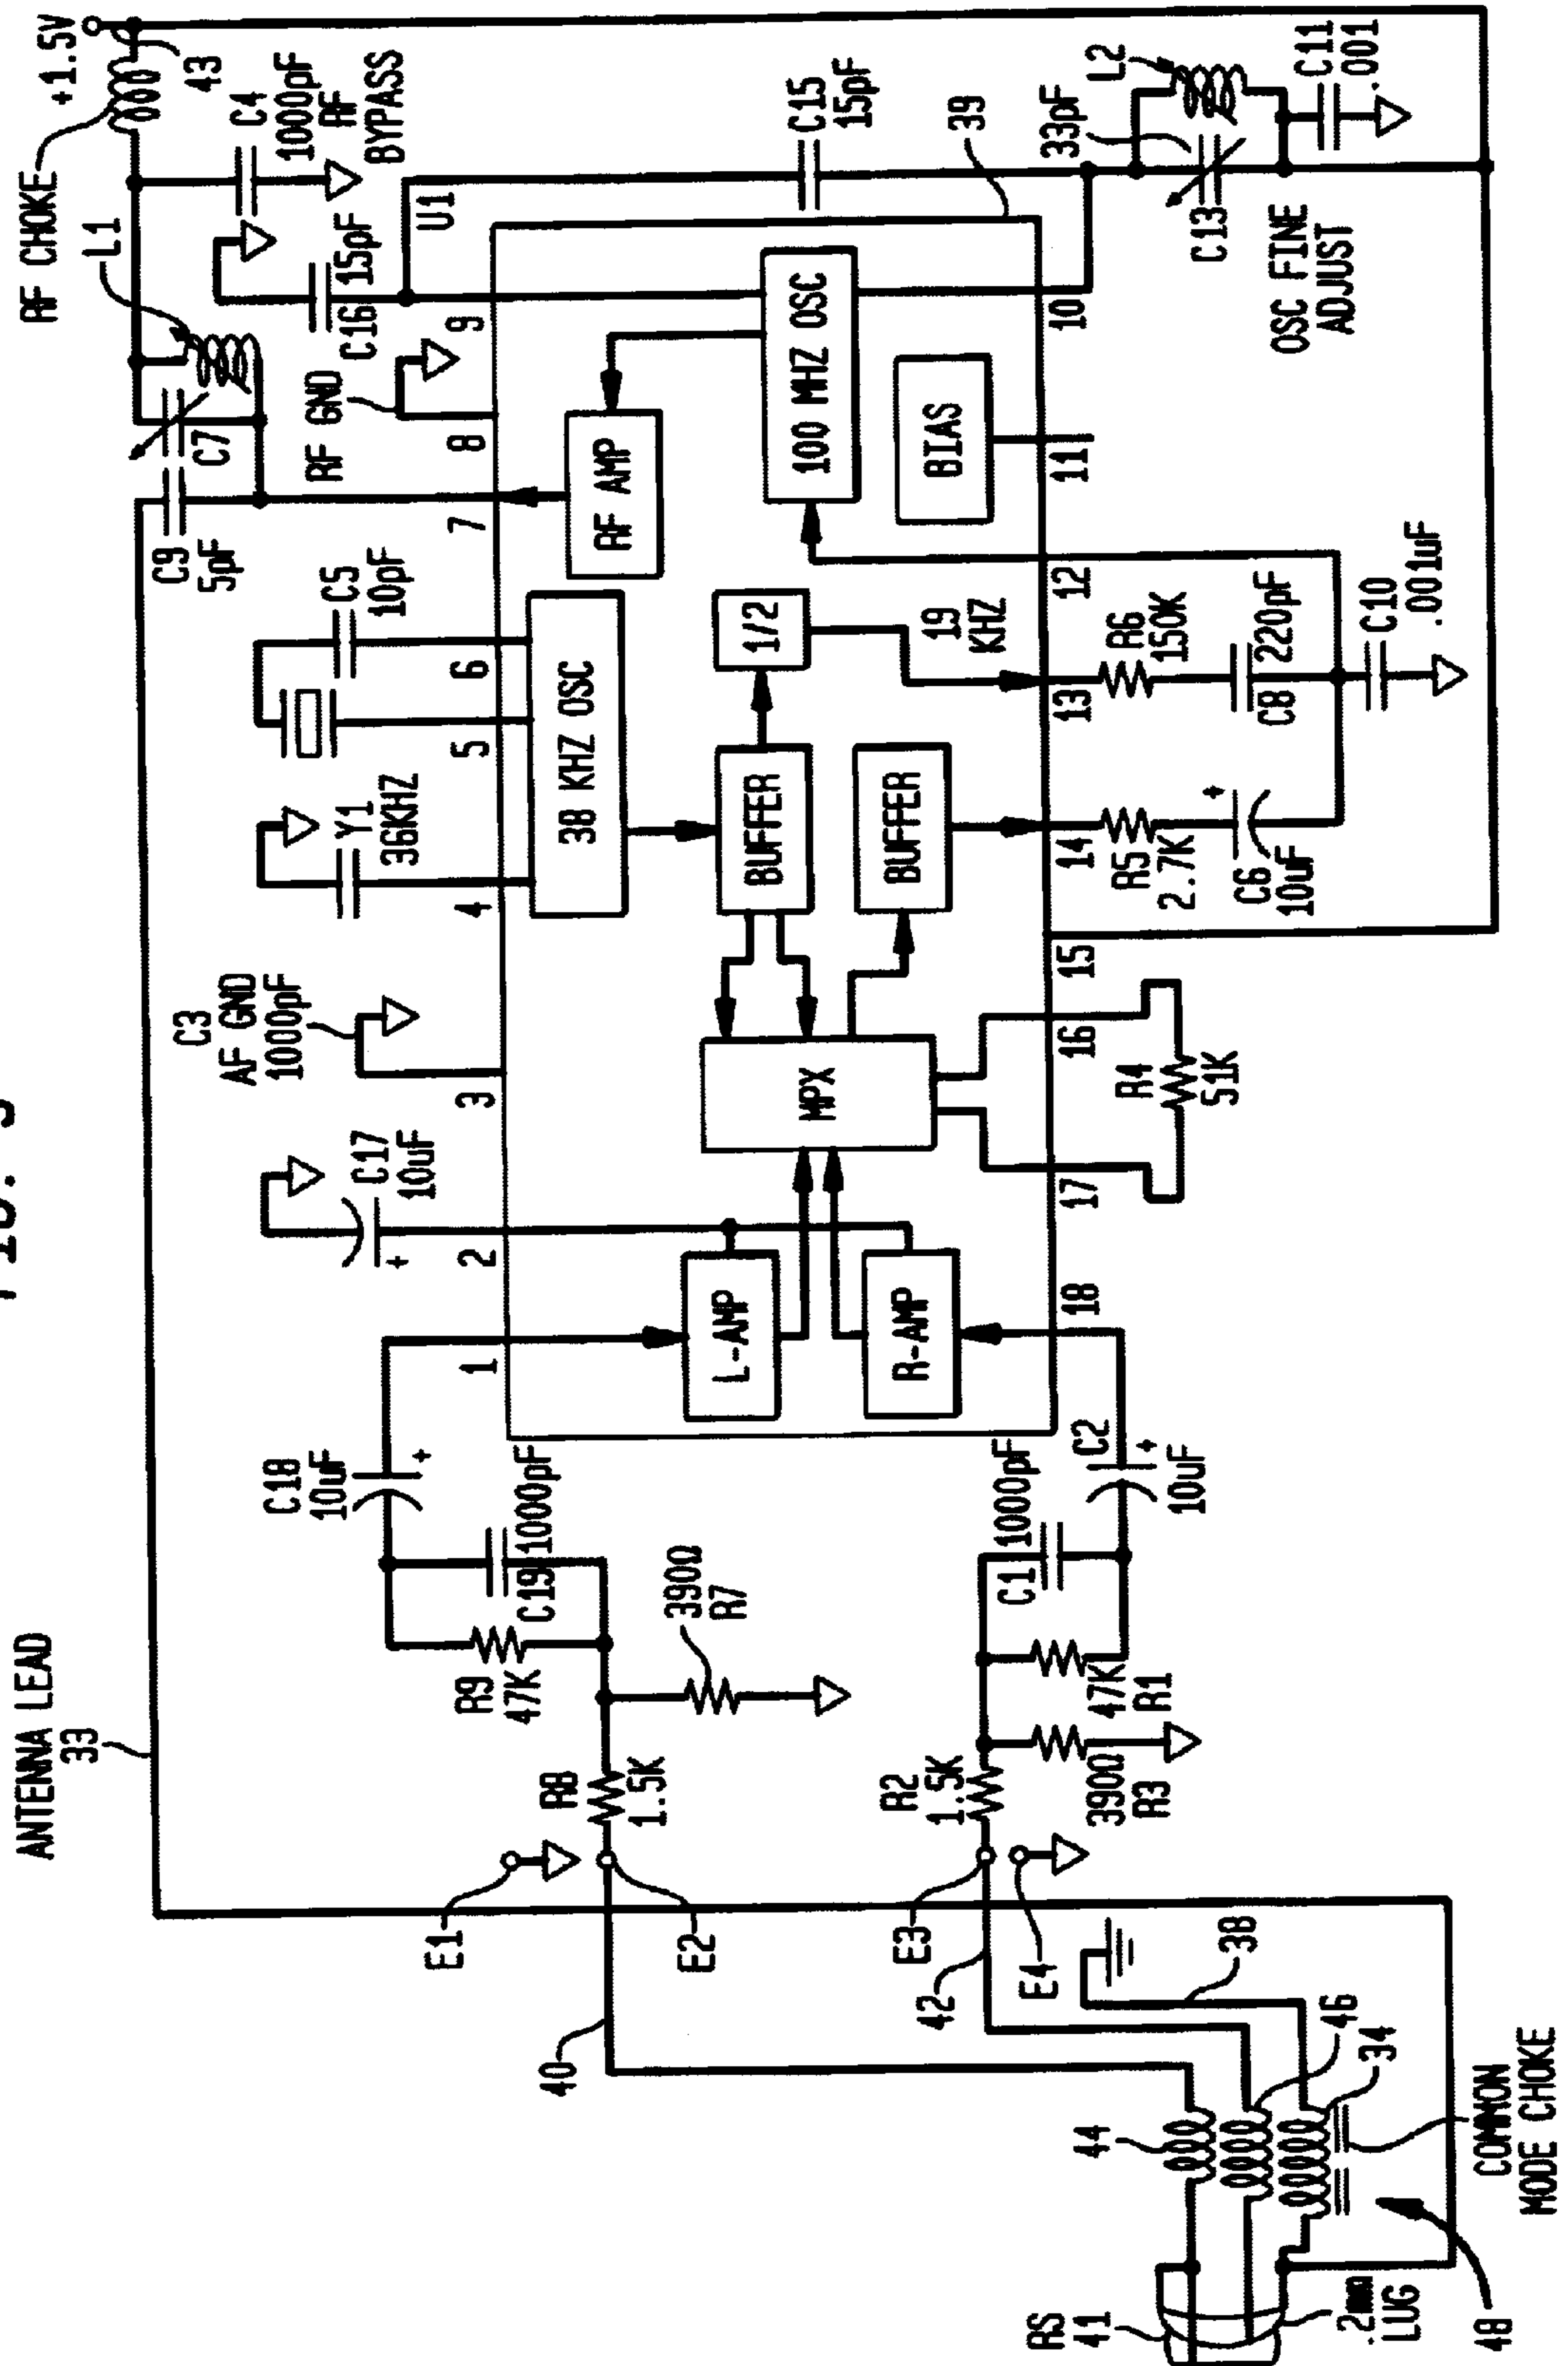 FIG. 3
ANTENNA LEAD
33
RF CHOKE
+1.5V
43
L1
C4
1000pF
RF
BYPASS
C7
C9
5pF
C16
15pF
U1
RF GND
C15
15pF
39
C5
10pF
Y1
36KHZ
C3
AF GND
1000pF
C17
10uF
+
C18
10uF
+
1
2
3
4
5
6
7
8
9
38 KHZ OSC
RF AMP
100 MHZ OSC
BIAS
BUFFER
1/2
BUFFER
19
KHZ
MPX
L-AMP
R-AMP
18
17
16
15
14
13
12
11
10
R9
47K
C19
1000pF
390Ω
R7
R8
1.5K
R2
1.5K
390Ω
R3
47K
R1
C1
1000pF
C2
+
10uF
R4
51K
R5
2.7K
C6
10uF
+
R6
150K
C8
220pF
C10
.001uF
33pF
L2
C13
C11
.001
OSC FINE
ADJUST
E1
E2
E3
E4
40
42
38
44
46
34
COMMON
MODE CHOKE
RS
41
LUG
48